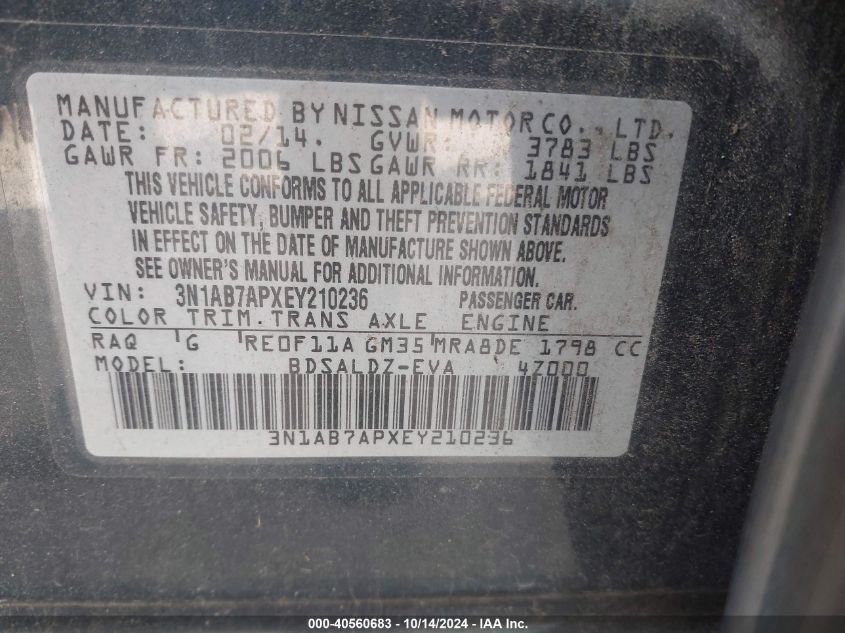 MANUFACTURED BY NISSAN MOTOR CO., LTD.
DATE: 02/14. GVWR: 3783 LBS
GAWR FR: 2006 LBS GAWR RR: 1841 LBS
THIS VEHICLE CONFORMS TO ALL APPLICABLE FEDERAL MOTOR
VEHICLE SAFETY, BUMPER AND THEFT PREVENTION STANDARDS
IN EFFECT ON THE DATE OF MANUFACTURE SHOWN ABOVE.
SEE OWNER'S MANUAL FOR ADDITIONAL INFORMATION.
VIN: 3N1AB7APXEY210236 PASSENGER CAR.
COLOR TRIM. TRANS AXLE ENGINE
RAQ G RE0F11A GM35 MRA8DE 1798 CC
MODEL: BDSALDZ-EVA 4Z000
3N1AB7APXEY210236
000-40560683 - 10/14/2024 - IAA Inc.